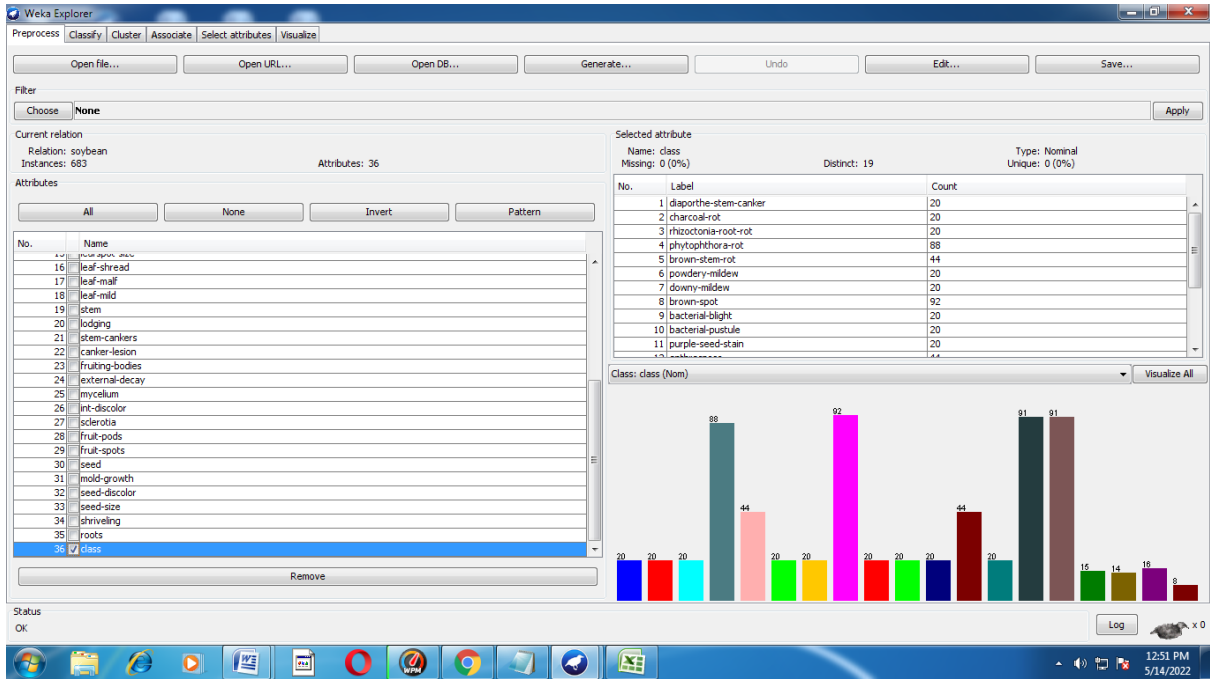 Weka Explorer
Preprocess Classify Cluster Associate Select attributes Visualize
Open file... Open URL... Open DB... Generate... Undo Edit... Save...
Filter
Choose None Apply
Current relation
Relation: soybean
Instances: 683 Attributes: 36
Attributes
All None Invert Pattern
No. Name
15 leafspot-size
16 leaf-shread
17 leaf-malf
18 leaf-mild
19 stem
20 lodging
21 stem-cankers
22 canker-lesion
23 fruiting-bodies
24 external-decay
25 mycelium
26 int-discolor
27 sclerotia
28 fruit-pods
29 fruit-spots
30 seed
31 mold-growth
32 seed-discolor
33 seed-size
34 shriveling
35 roots
36 class
Remove
Selected attribute
Name: class Type: Nominal
Missing: 0 (0%) Distinct: 19 Unique: 0 (0%)
No. Label Count
1 diaporthe-stem-canker 20
2 charcoal-rot 20
3 rhizoctonia-root-rot 20
4 phytophthora-rot 88
5 brown-stem-rot 44
6 powdery-mildew 20
7 downy-mildew 20
8 brown-spot 92
9 bacterial-blight 20
10 bacterial-pustule 20
11 purple-seed-stain 20
12 anthracnose 44
Class: class (Nom) Visualize All
20 20 20 88 44 20 20 92 20 20 20 44 20 91 91 15 14 16 8
Status
OK
Log x 0
WPM
12:51 PM
5/14/2022